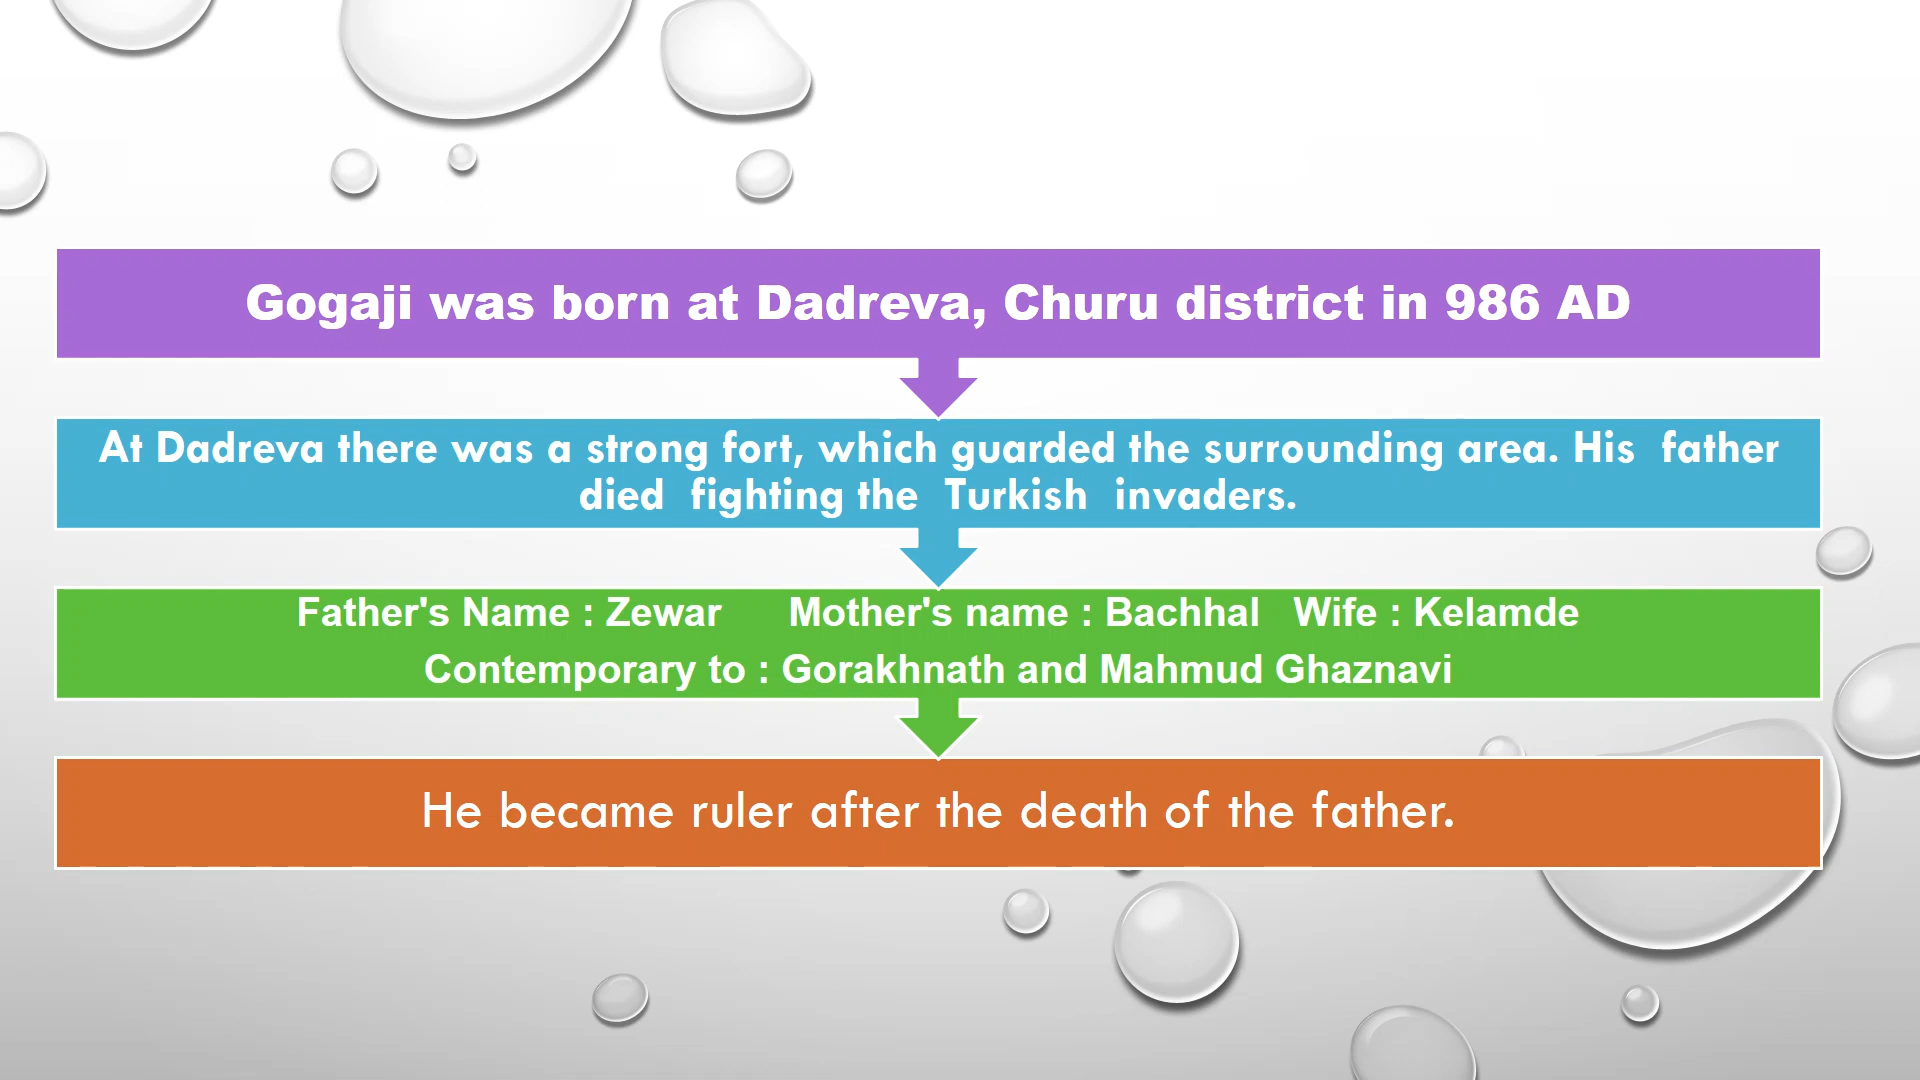 Gogaji was born at Dadreva, Churu district in 986 AD
At Dadreva there was a strong fort, which guarded the surrounding area. His father
died fighting the Turkish invaders.
Father's Name : Zewar Mother's name : Bachhal Wife : Kelamde
Contemporary to : Gorakhnath and Mahmud Ghaznavi
He became ruler after the death of the father.